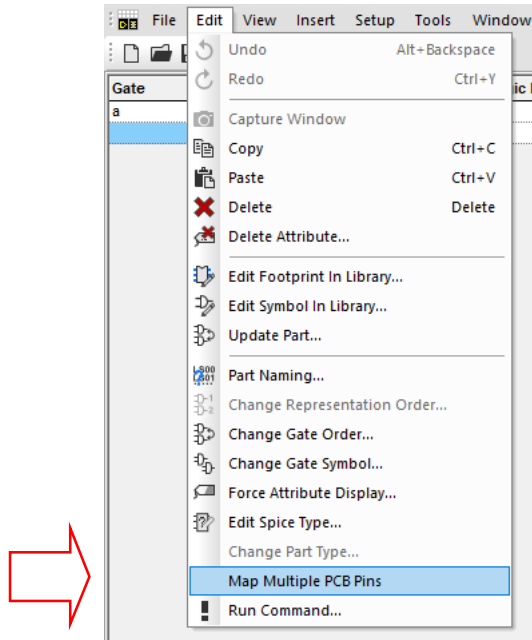 File Edit View Insert Setup Tools Window
Gate
a
Undo Alt+Backspace
Redo Ctrl+Y
Capture Window
Copy Ctrl+C
Paste Ctrl+V
Delete Delete
Delete Attribute...
Edit Footprint In Library...
Edit Symbol In Library...
Update Part...
Part Naming...
Change Representation Order...
Change Gate Order...
Change Gate Symbol...
Force Attribute Display...
Edit Spice Type...
Change Part Type...
Map Multiple PCB Pins
Run Command...